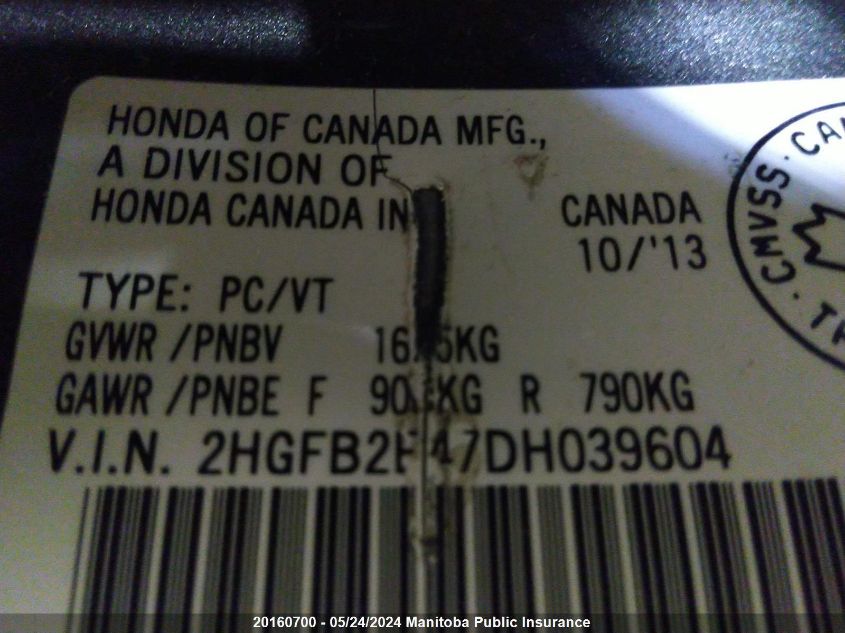 HONDA OF CANADA MFG.,
A DIVISION OF
HONDA CANADA IN
CANADA
10/'13
TYPE: PC/VT
GVWR /PNBV
GAWR /PNBE F R 790KG
V.I.N.
CMVSS
20160700 - 05/24/2024 Manitoba Public Insurance